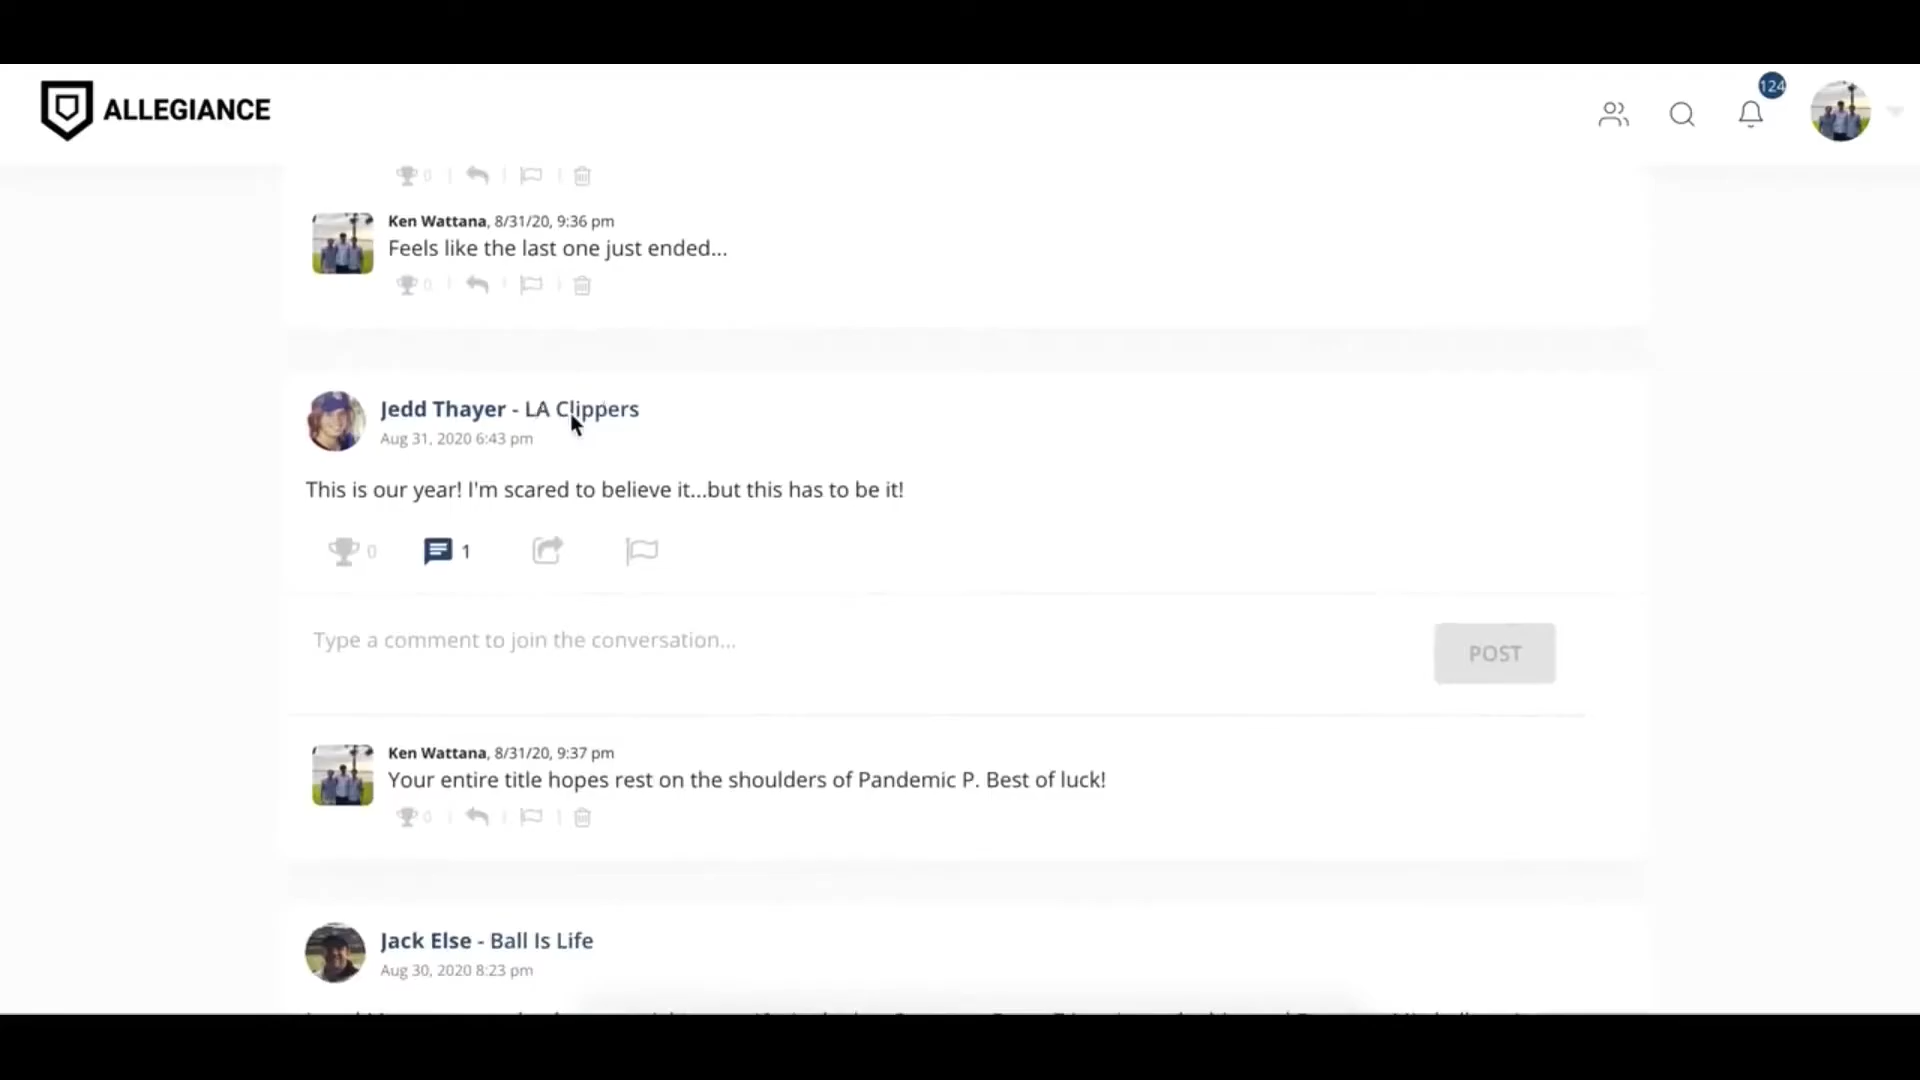 ALLEGIANCE
124
0
Ken Wattana, 8/31/20, 9:36 pm
Feels like the last one just ended...
0
Jedd Thayer - LA Clippers
Aug 31, 2020 6:43 pm
This is our year! I'm scared to believe it...but this has to be it!
0
1
Type a comment to join the conversation...
POST
Ken Wattana, 8/31/20, 9:37 pm
Your entire title hopes rest on the shoulders of Pandemic P. Best of luck!
0
Jack Else - Ball Is Life
Aug 30, 2020 8:23 pm